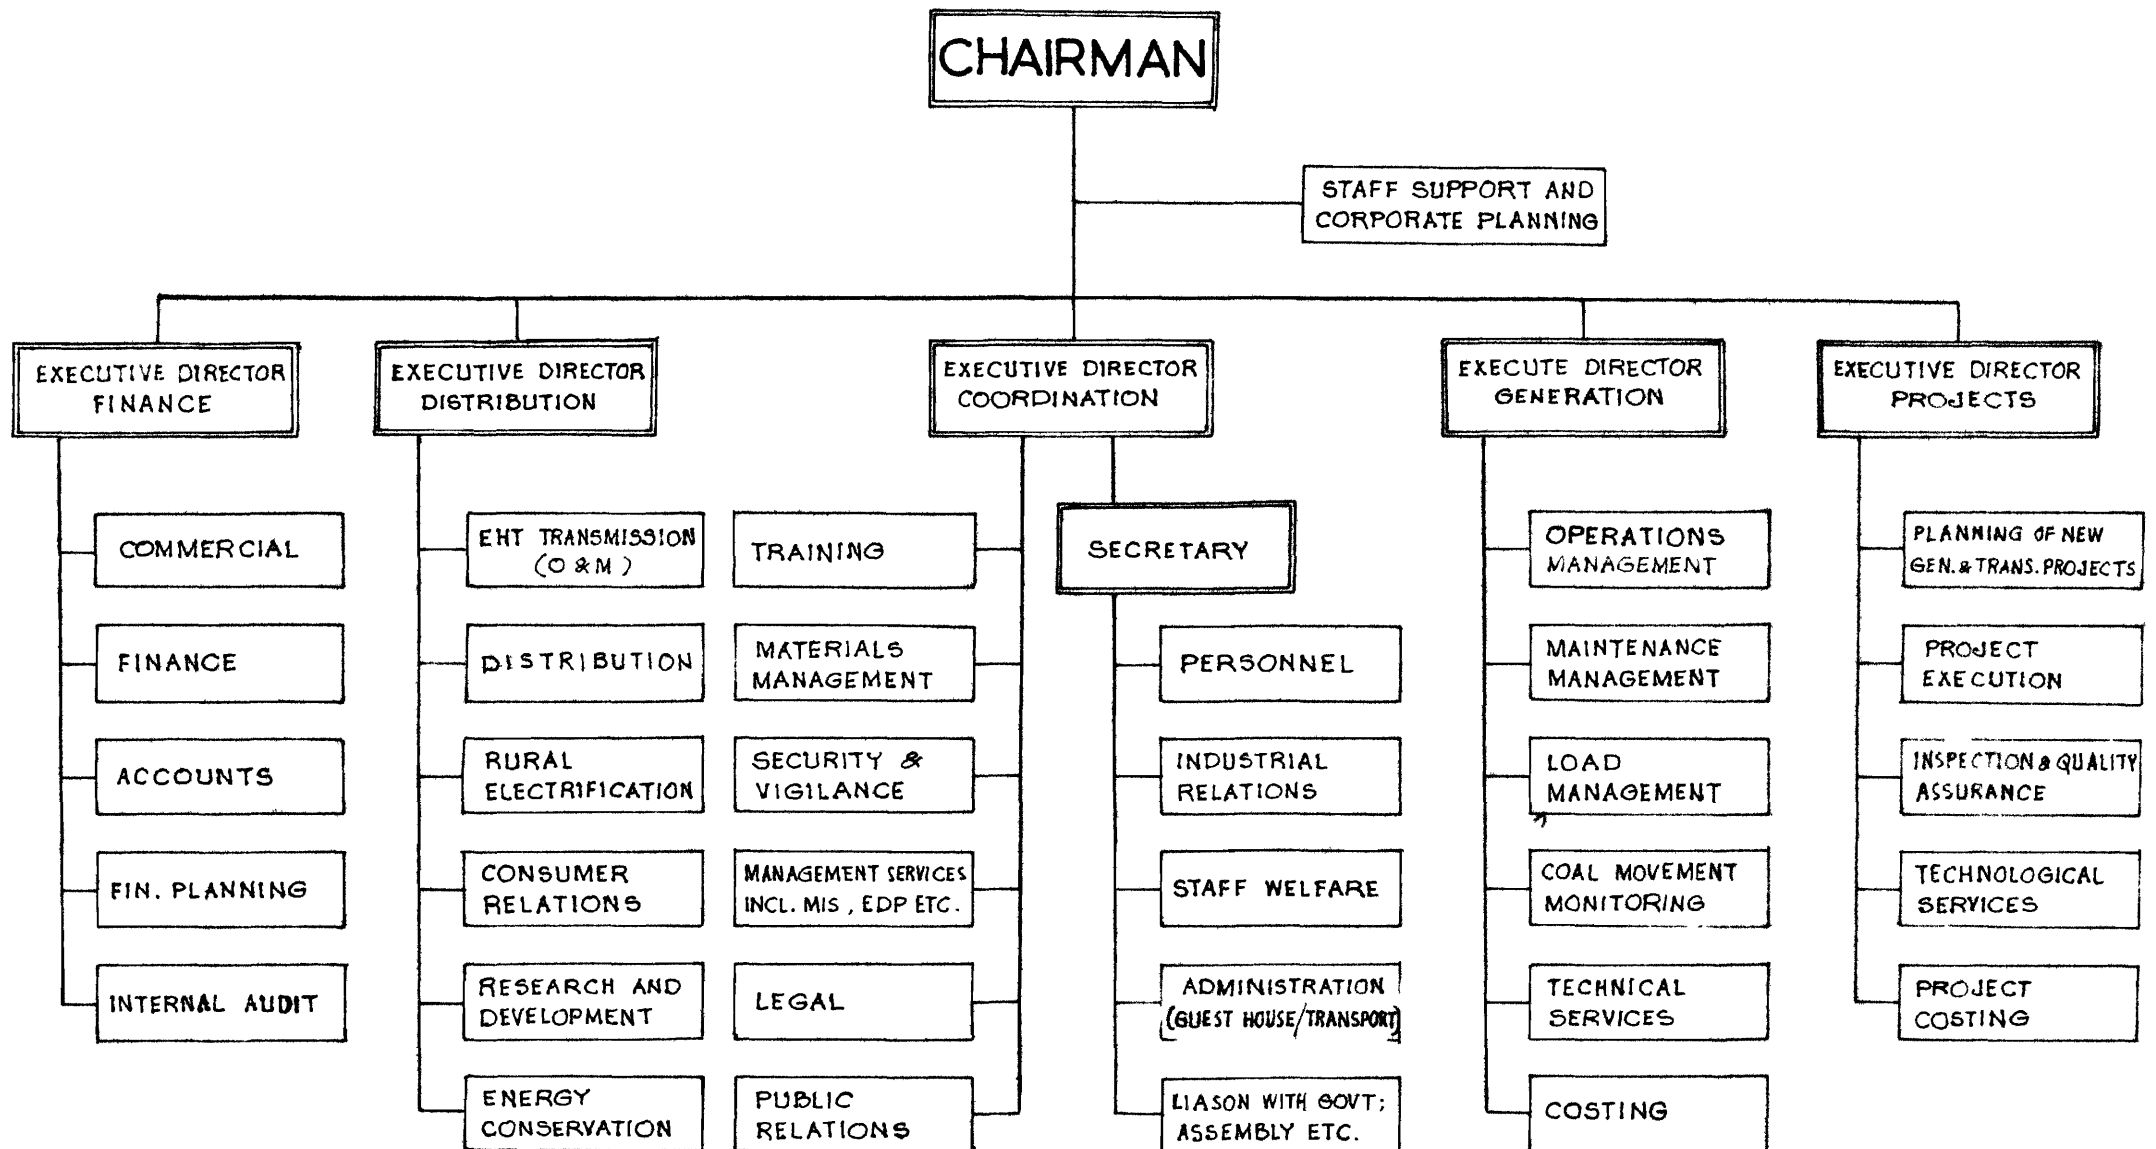 CHAIRMAN
STAFF SUPPORT AND
CORPORATE PLANNING
EXECUTIVE DIRECTOR
FINANCE
EXECUTIVE DIRECTOR
DISTRIBUTION
EXECUTIVE DIRECTOR
COORDINATION
EXECUTE DIRECTOR
GENERATION
EXECUTIVE DIRECTOR
PROJECTS
COMMERCIAL
FINANCE
ACCOUNTS
FIN. PLANNING
INTERNAL AUDIT
EHT TRANSMISSION
(O & M)
DISTRIBUTION
RURAL
ELECTRIFICATION
CONSUMER
RELATIONS
RESEARCH AND
DEVELOPMENT
ENERGY
CONSERVATION
TRAINING
MATERIALS
MANAGEMENT
SECURITY &
VIGILANCE
MANAGEMENT SERVICES
INCL. MIS, EDP ETC.
LEGAL
PUBLIC
RELATIONS
SECRETARY
PERSONNEL
INDUSTRIAL
RELATIONS
STAFF WELFARE
ADMINISTRATION
(GUEST HOUSE/TRANSPORT)
LIASON WITH GOVT;
ASSEMBLY ETC.
OPERATIONS
MANAGEMENT
MAINTENANCE
MANAGEMENT
LOAD
MANAGEMENT
COAL MOVEMENT
MONITORING
TECHNICAL
SERVICES
COSTING
PLANNING OF NEW
GEN. & TRANS. PROJECTS
PROJECT
EXECUTION
INSPECTION & QUALITY
ASSURANCE
TECHNOLOGICAL
SERVICES
PROJECT
COSTING